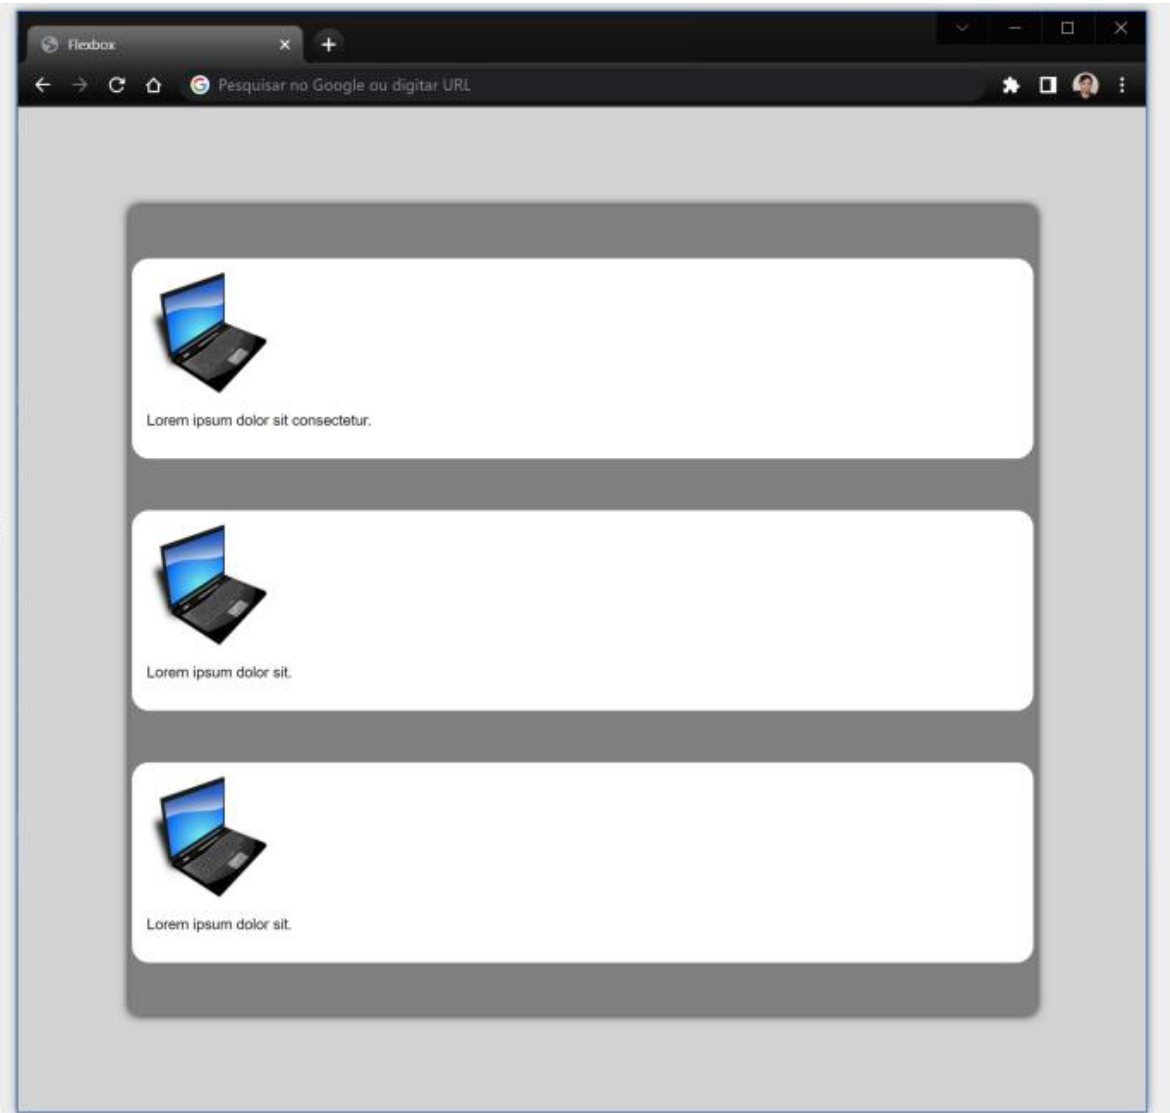 Flexbox
Pesquisar no Google ou digitar URL
Lorem ipsum dolor sit consectetur.
Lorem ipsum dolor sit.
Lorem ipsum dolor sit.